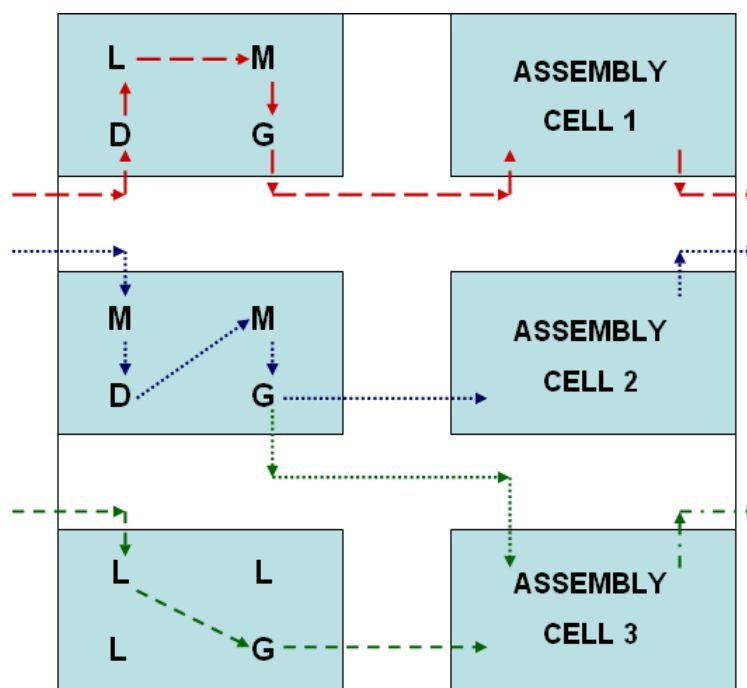 L M
D G
ASSEMBLY
CELL 1
M M
D G
ASSEMBLY
CELL 2
L L
L G
ASSEMBLY
CELL 3